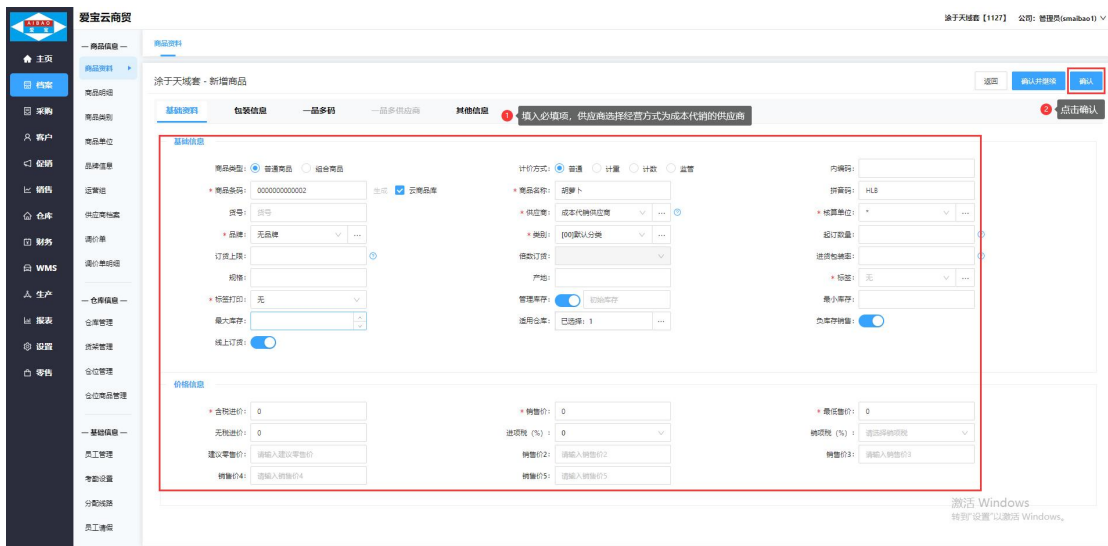 AIBAO
爱宝
爱宝云商贸
涂于天域套【1127】 公司: 管理员(smaibao1)
主页
档案
采购
客户
促销
销售
仓库
财务
WMS
生产
报表
设置
零售
— 商品信息 —
商品资料
商品明细
商品类别
商品单位
品牌信息
运营组
供应商档案
调价单
调价单明细
— 仓库信息 —
仓库管理
货架管理
仓位管理
仓位商品管理
— 基础信息 —
员工管理
考勤设置
分配线路
员工请假
商品资料
涂于天域套 - 新增商品
返回 确认并继续 确认
基础资料 包装信息 一品多码 一品多供应商 其他信息
1 填入必填项，供应商选择经营方式为成本代销的供应商
2 点击确认
基础信息
商品类型: 普通商品 组合商品 计价方式: 普通 计重 计数 监管 内编码:
* 商品条码: 0000000000002 生成 云商品库 * 商品名称: 胡萝卜 拼音码: HLB
货号: 货号 * 供应商: 成本代销供应商 ... * 核算单位: * ...
* 品牌: 无品牌 ... * 类别: [00]默认分类 ... 起订数量:
订货上限: 倍数订货: 进货包装率:
规格: 产地: * 标签: 无 ...
* 标签打印: 无 管理库存: 初始库存 最小库存:
最大库存: 适用仓库: 已选择: 1 ... 负库存销售:
线上订货:
价格信息
* 含税进价: 0 * 销售价: 0 * 最低售价: 0
无税进价: 0 进项税 (%) : 0 销项税 (%) : 请选择销项税
建议零售价: 请输入建议零售价 销售价2: 请输入销售价2 销售价3: 请输入销售价3
销售价4: 请输入销售价4 销售价5: 请输入销售价5
激活 Windows
转到"设置"以激活 Windows。